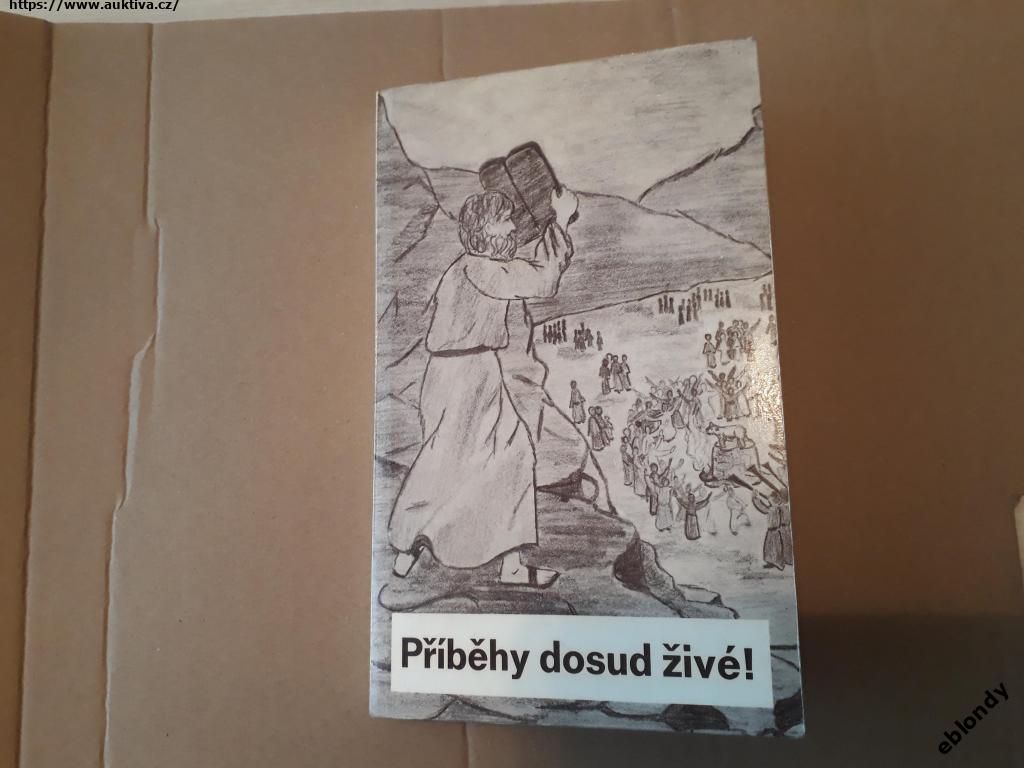 https://www.auktiva.cz/
Příběhy dosud živé!
eblondy